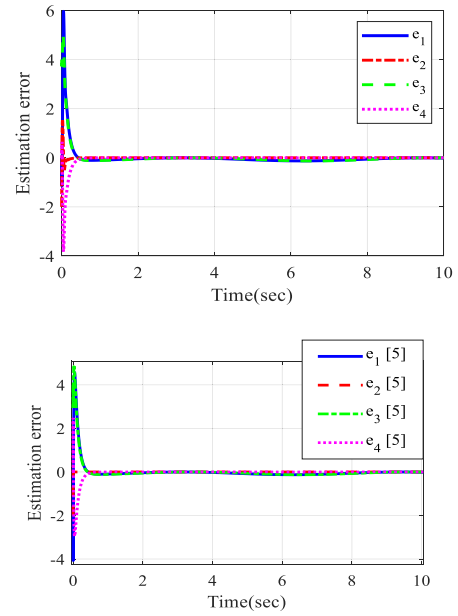 6
4
2
0
-2
-4
Estimation error
e1
e2
e3
e4
0 2 4 6 8 10
Time(sec)
e1 [5]
e2 [5]
e3 [5]
e4 [5]
4
2
0
-2
-4
Estimation error
0 2 4 6 8 10
Time(sec)